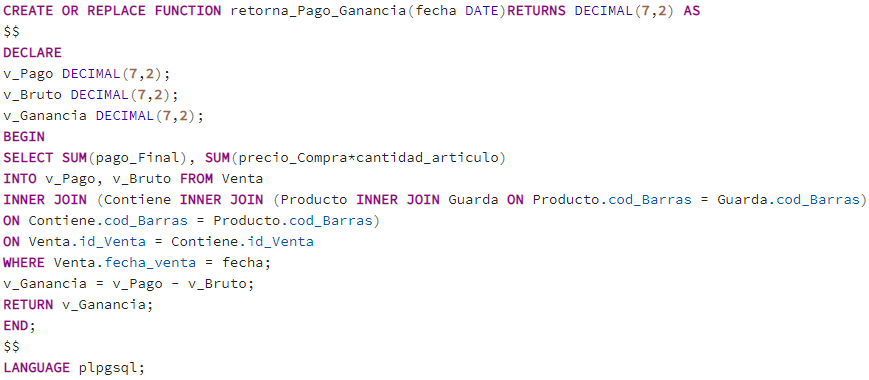 CREATE OR REPLACE FUNCTION retorna_Pago_Ganancia(fecha DATE)RETURNS DECIMAL(7,2) AS
$$
DECLARE
v_Pago DECIMAL(7,2);
v_Bruto DECIMAL(7,2);
v_Ganancia DECIMAL(7,2);
BEGIN
SELECT SUM(pago_Final), SUM(precio_Compra*cantidad_articulo)
INTO v_Pago, v_Bruto FROM Venta
INNER JOIN (Contiene INNER JOIN (Producto INNER JOIN Guarda ON Producto.cod_Barras = Guarda.cod_Barras)
ON Contiene.cod_Barras = Producto.cod_Barras)
ON Venta.id_Venta = Contiene.id_Venta
WHERE Venta.fecha_venta = fecha;
v_Ganancia = v_Pago - v_Bruto;
RETURN v_Ganancia;
END;
$$
LANGUAGE plpgsql;